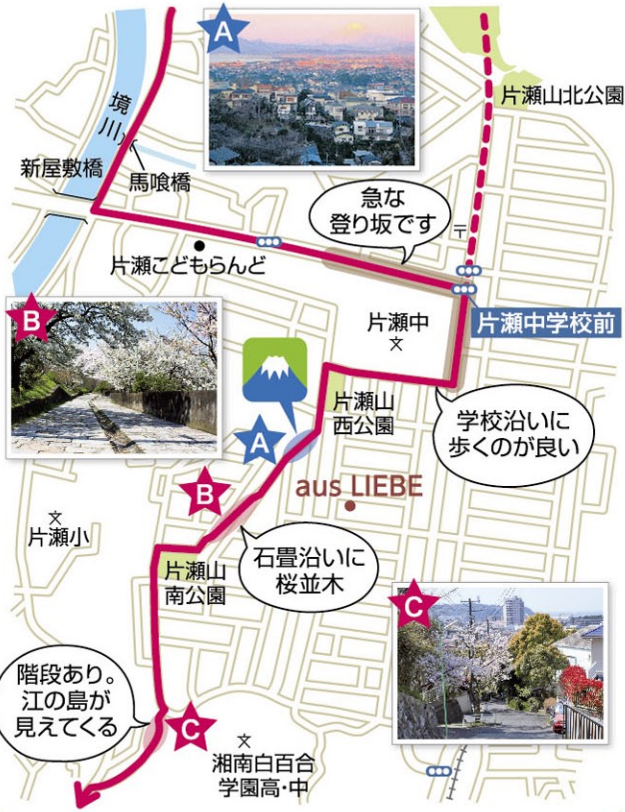 A
片瀬山北公園
境川
新屋敷橋
馬喰橋
急な
登り坂です
〒
片瀬こどもらんど
B
片瀬中
文
片瀬中学校前
片瀬山
西公園
学校沿いに
歩くのが良い
A
B
aus LIEBE
文
片瀬小
石畳沿いに
桜並木
片瀬山
南公園
C
階段あり。
江の島が
見えてくる
C
文
湘南白百合
学園高・中